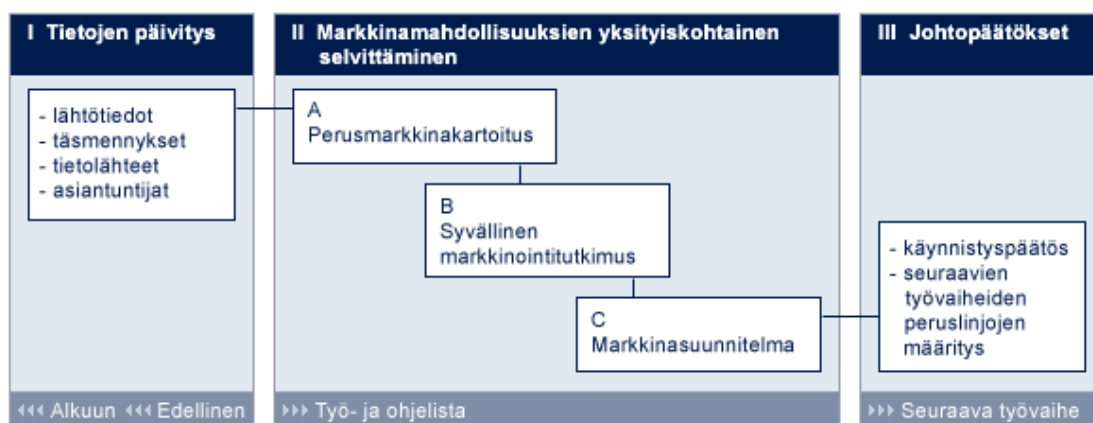 I Tietojen päivitys
- lähtötiedot
- täsmennykset
- tietolähteet
- asiantuntijat
‹‹‹ Alkuun ‹‹‹ Edellinen
II Markkinamahdollisuuksien yksityiskohtainen
selvittäminen
A
Perusmarkkinakartoitus
B
Syvällinen
markkinointitutkimus
C
Markkinasuunnitelma
››› Työ- ja ohjelista
III Johtopäätökset
- käynnistyspäätös
- seuraavien
työvaiheiden
peruslinjojen
määritys
››› Seuraava työvaihe